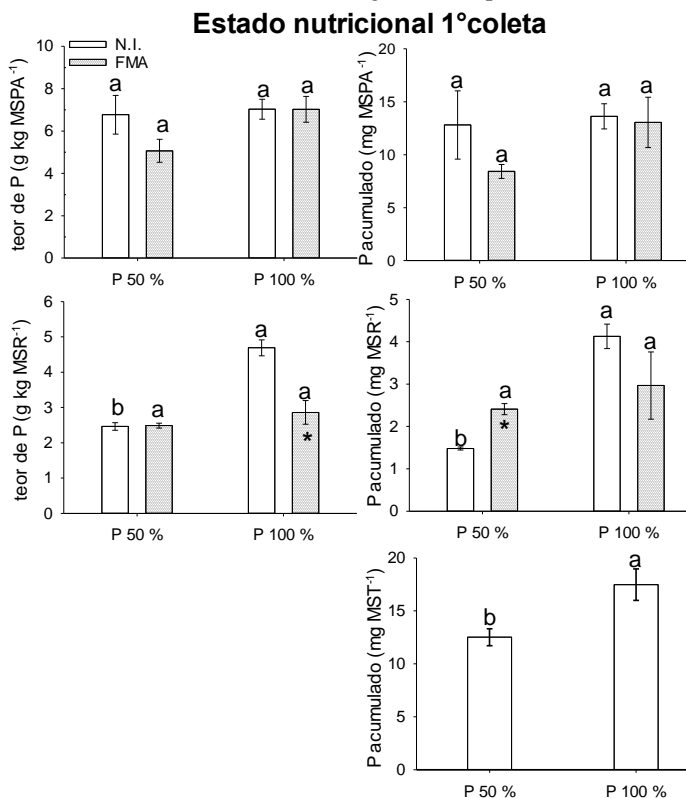 Estado nutricional 1°coleta
N.I.
FMA
teor de P (g kg MSPA⁻¹)
10
8
6
4
2
0
a
a
a
a
P 50 %
P 100 %
P acumulado (mg MSPA⁻¹)
20
15
10
5
0
a
a
a
a
P 50 %
P 100 %
teor de P (g kg MSR⁻¹)
6
5
4
3
2
1
0
b
a
a
a
*
P 50 %
P 100 %
P acumulado (mg MSR⁻¹)
5
4
3
2
1
0
b
a
*
a
a
P 50 %
P 100 %
P acumulado (mg MST⁻¹)
20
15
10
5
0
b
a
P 50 %
P 100 %